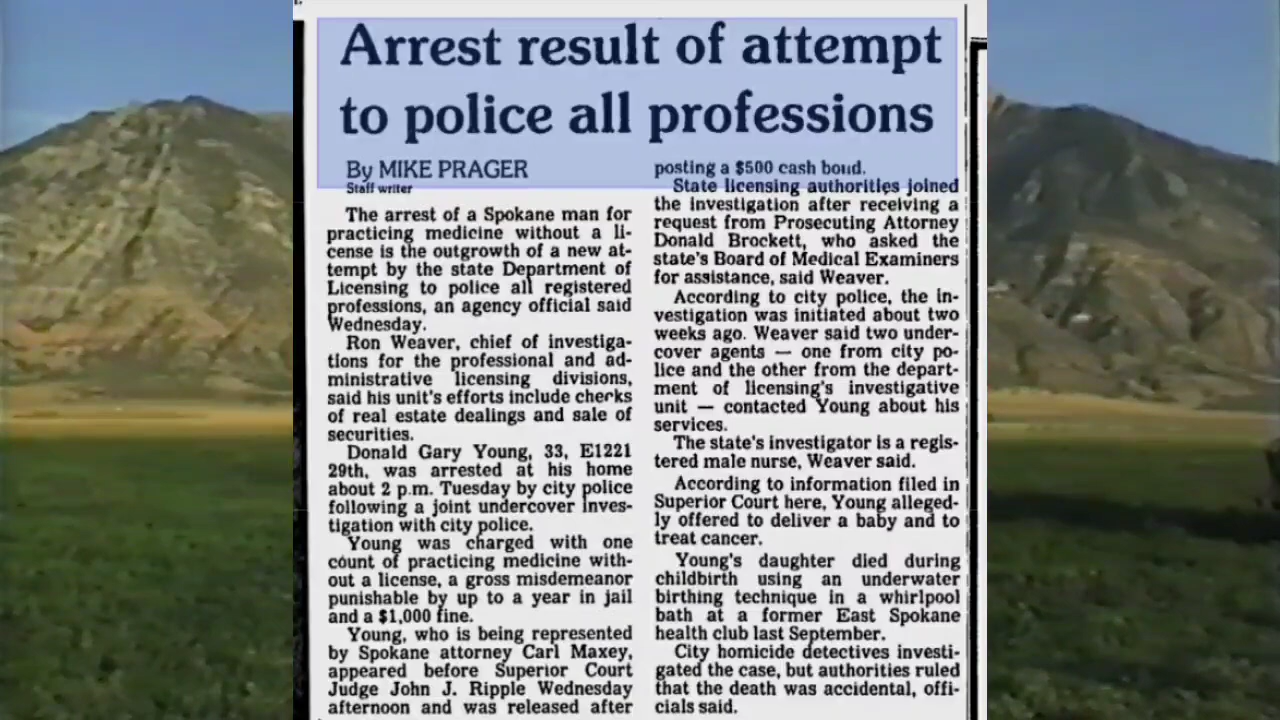 Arrest result of attempt
to police all professions
By MIKE PRAGER
Staff writer
The arrest of a Spokane man for
practicing medicine without a li-
cense is the outgrowth of a new at-
tempt by the state Department of
Licensing to police all registered
professions, an agency official said
Wednesday.
Ron Weaver, chief of investiga-
tions for the professional and ad-
ministrative licensing divisions,
said his unit's efforts include checks
of real estate dealings and sale of
securities.
Donald Gary Young, 33, E1221
29th, was arrested at his home
about 2 p.m. Tuesday by city police
following a joint undercover inves-
tigation with city police.
Young was charged with one
count of practicing medicine with-
out a license, a gross misdemeanor
punishable by up to a year in jail
and a $1,000 fine.
Young, who is being represented
by Spokane attorney Carl Maxey,
appeared before Superior Court
Judge John J. Ripple Wednesday
afternoon and was released after
posting a $500 cash bond.
State licensing authorities joined
the investigation after receiving a
request from Prosecuting Attorney
Donald Brockett, who asked the
state's Board of Medical Examiners
for assistance, said Weaver.
According to city police, the in-
vestigation was initiated about two
weeks ago. Weaver said two under-
cover agents — one from city po-
lice and the other from the depart-
ment of licensing's investigative
unit — contacted Young about his
services.
The state's investigator is a regis-
tered male nurse, Weaver said.
According to information filed in
Superior Court here, Young alleged-
ly offered to deliver a baby and to
treat cancer.
Young's daughter died during
childbirth using an underwater
birthing technique in a whirlpool
bath at a former East Spokane
health club last September.
City homicide detectives investi-
gated the case, but authorities ruled
that the death was accidental, offi-
cials said.